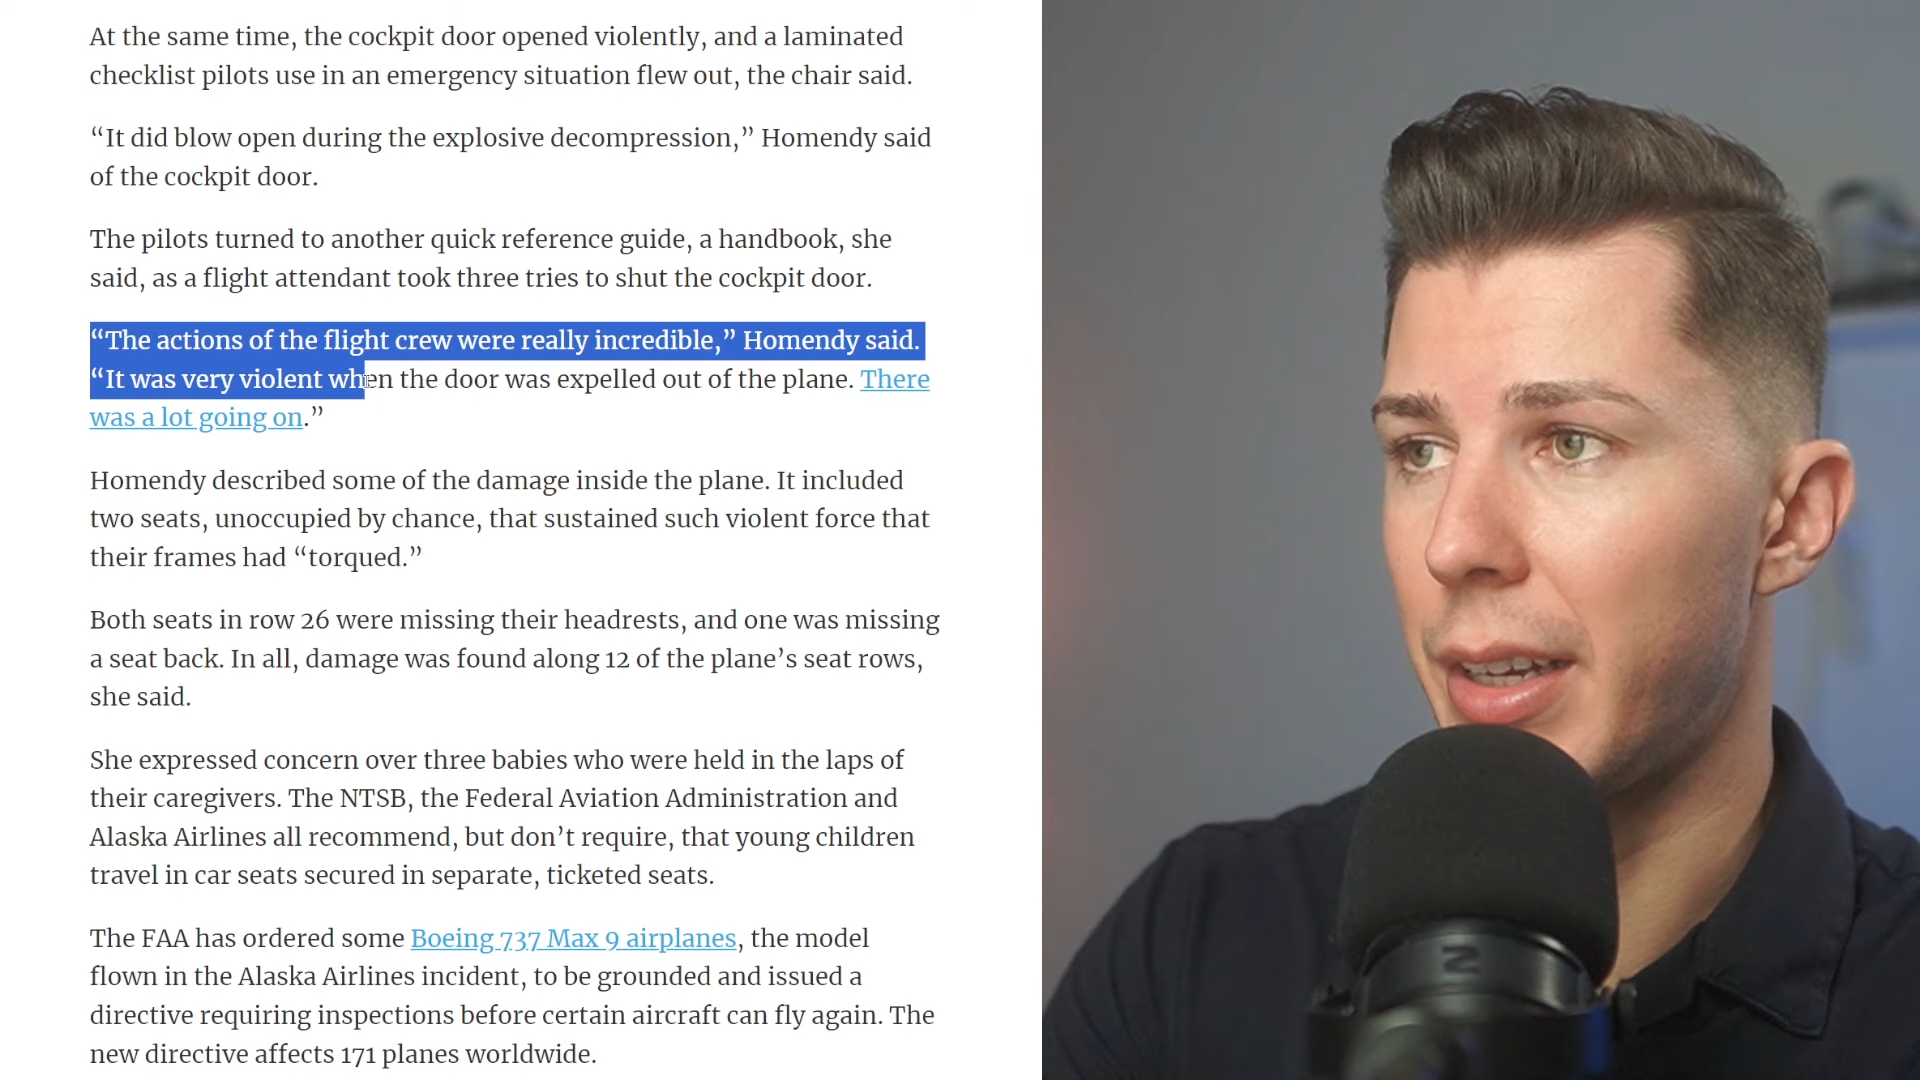 At the same time, the cockpit door opened violently, and a laminated
checklist pilots use in an emergency situation flew out, the chair said.
“It did blow open during the explosive decompression,” Homendy said
of the cockpit door.
The pilots turned to another quick reference guide, a handbook, she
said, as a flight attendant took three tries to shut the cockpit door.
“The actions of the flight crew were really incredible,” Homendy said.
“It was very violent when the door was expelled out of the plane. There
was a lot going on.”
Homendy described some of the damage inside the plane. It included
two seats, unoccupied by chance, that sustained such violent force that
their frames had “torqued.”
Both seats in row 26 were missing their headrests, and one was missing
a seat back. In all, damage was found along 12 of the plane’s seat rows,
she said.
She expressed concern over three babies who were held in the laps of
their caregivers. The NTSB, the Federal Aviation Administration and
Alaska Airlines all recommend, but don’t require, that young children
travel in car seats secured in separate, ticketed seats.
The FAA has ordered some Boeing 737 Max 9 airplanes, the model
flown in the Alaska Airlines incident, to be grounded and issued a
directive requiring inspections before certain aircraft can fly again. The
new directive affects 171 planes worldwide.